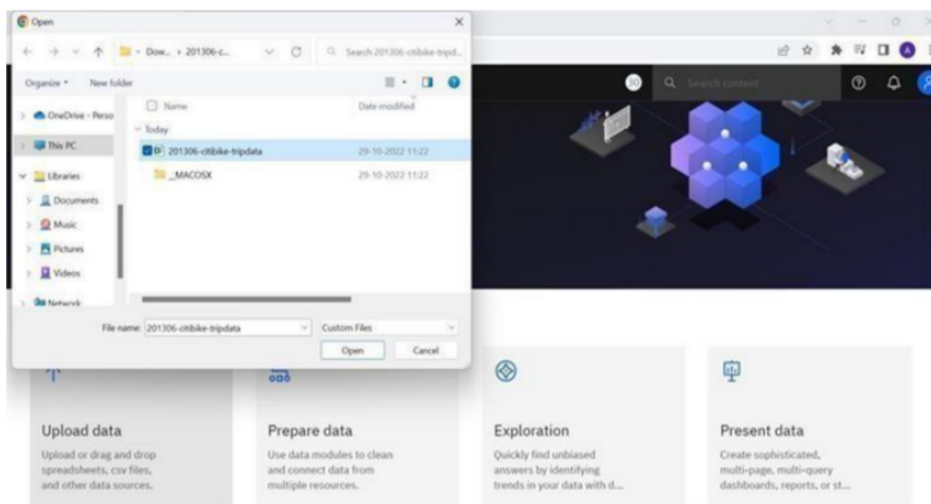 Open
Dow... › 201306-c...
Search 201306-citibike-tripd...
Organize
New folder
Name
Date modified
OneDrive - Perso
Today
This PC
201306-citibike-tripdata
29-10-2022 11:22
Libraries
__MACOSX
29-10-2022 11:22
Documents
Music
Pictures
Videos
Network
File name:
201306-citibike-tripdata
Custom Files
Open
Cancel
30
Search content
A
Upload data
Upload or drag and drop
spreadsheets, csv files,
and other data sources.
Prepare data
Use data modules to clean
and connect data from
multiple resources.
Exploration
Quickly find unbiased
answers by identifying
trends in your data with d...
Present data
Create sophisticated,
multi-page, multi-query
dashboards, reports, or st...